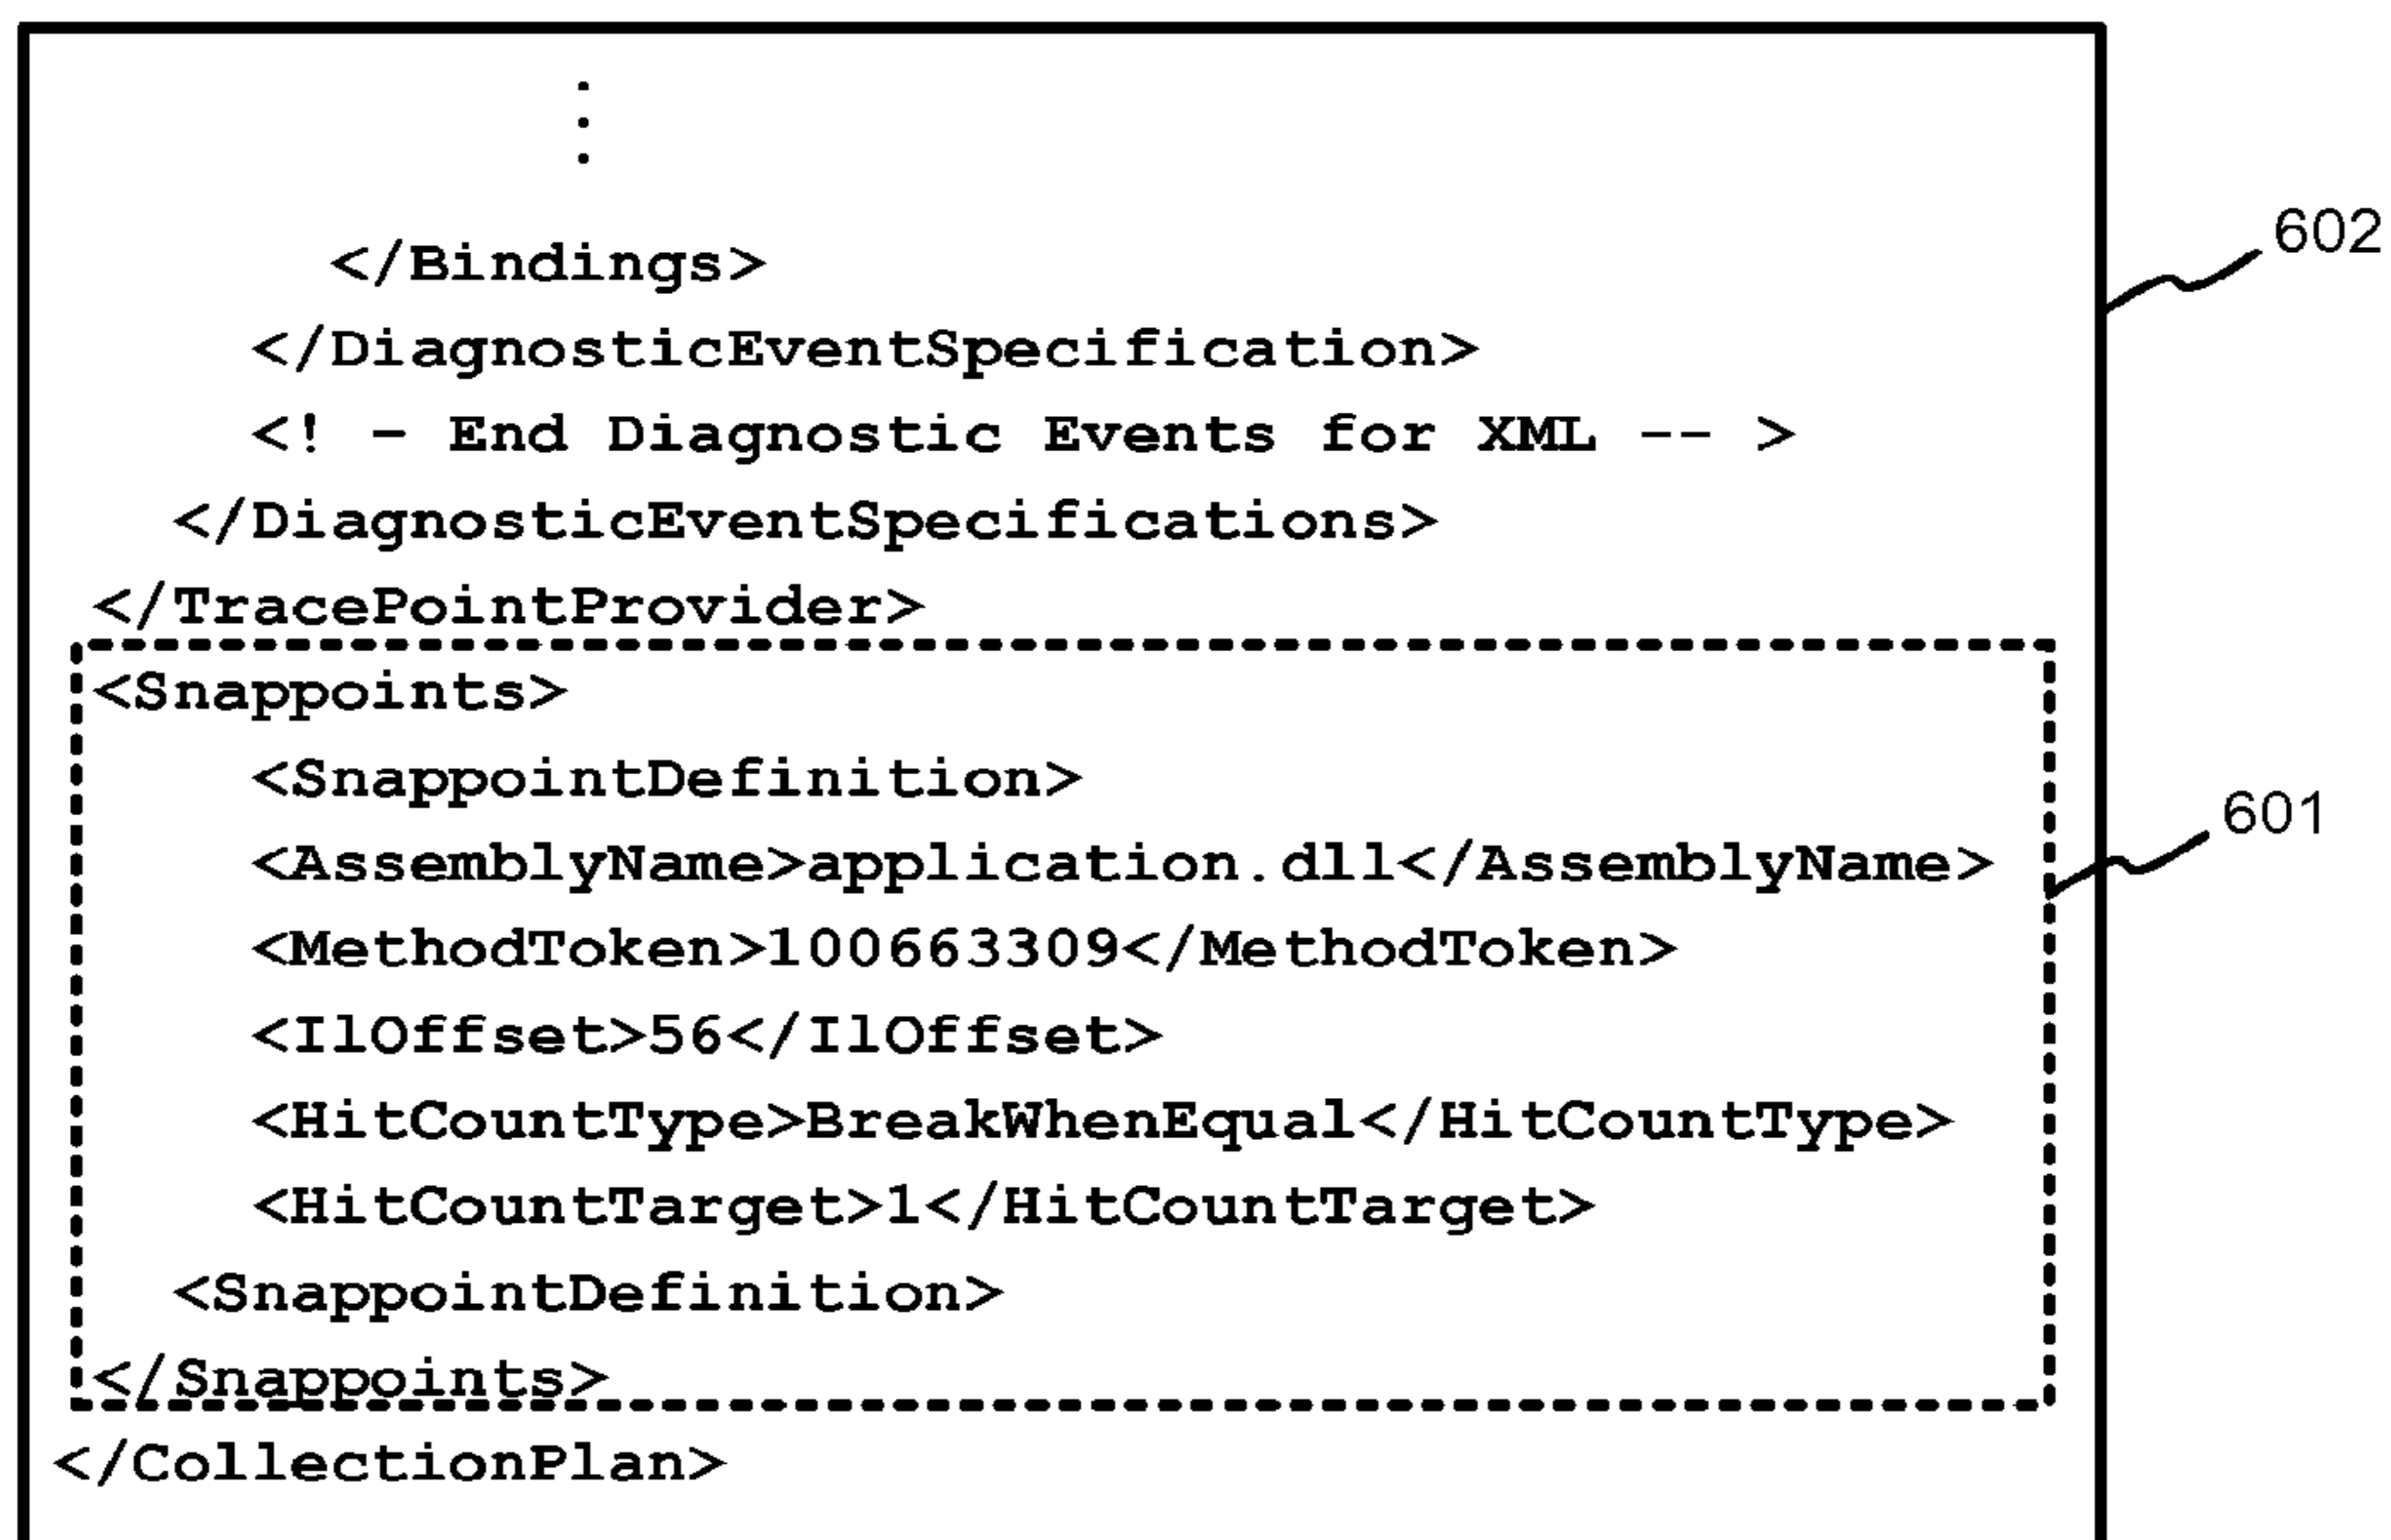 </Bindings>
</DiagnosticEventSpecification>
<! - End Diagnostic Events for XML -- >
</DiagnosticEventSpecifications>
</TracePointProvider>
<Snappoints>
<SnappointDefinition>
<AssemblyName>application.dll</AssemblyName>
<MethodToken>100663309</MethodToken>
<IlOffset>56</IlOffset>
<HitCountType>BreakWhenEqual</HitCountType>
<HitCountTarget>1</HitCountTarget>
<SnappointDefinition>
</Snappoints>
</CollectionPlan>
602
601